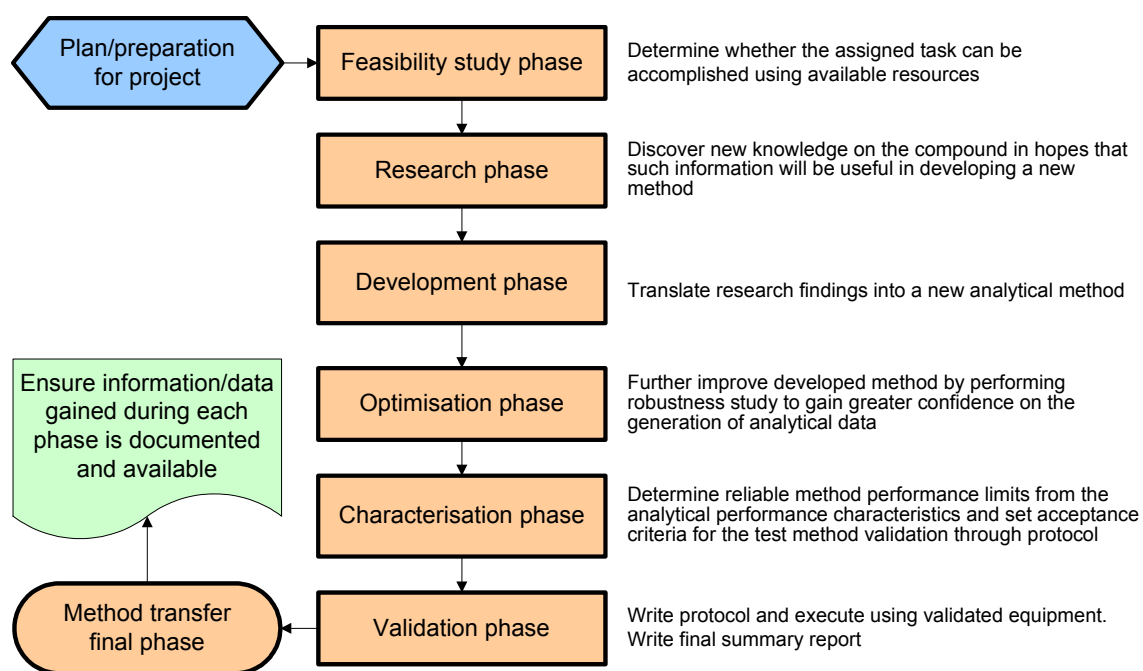 Plan/preparation
for project
Feasibility study phase
Determine whether the assigned task can be
accomplished using available resources
Research phase
Discover new knowledge on the compound in hopes that
such information will be useful in developing a new
method
Development phase
Translate research findings into a new analytical method
Ensure information/data
gained during each
phase is documented
and available
Optimisation phase
Further improve developed method by performing
robustness study to gain greater confidence on the
generation of analytical data
Characterisation phase
Determine reliable method performance limits from the
analytical performance characteristics and set acceptance
criteria for the test method validation through protocol
Method transfer
final phase
Validation phase
Write protocol and execute using validated equipment.
Write final summary report